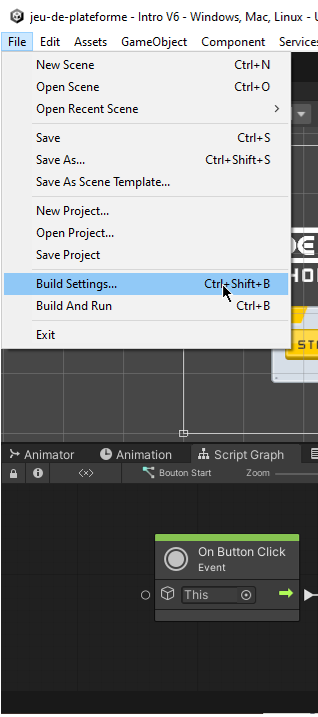 jeu-de-plateforme - Intro V6 - Windows, Mac, Linux -
File Edit Assets GameObject Component Services
New Scene Ctrl+N
Open Scene Ctrl+O
Open Recent Scene >
Save Ctrl+S
Save As... Ctrl+Shift+S
Save As Scene Template...
New Project...
Open Project...
Save Project
Build Settings... Ctrl+Shift+B
Build And Run Ctrl+B
Exit
DE
HO
ST
Animator Animation Script Graph
<×> Bouton Start Zoom
On Button Click
Event
This